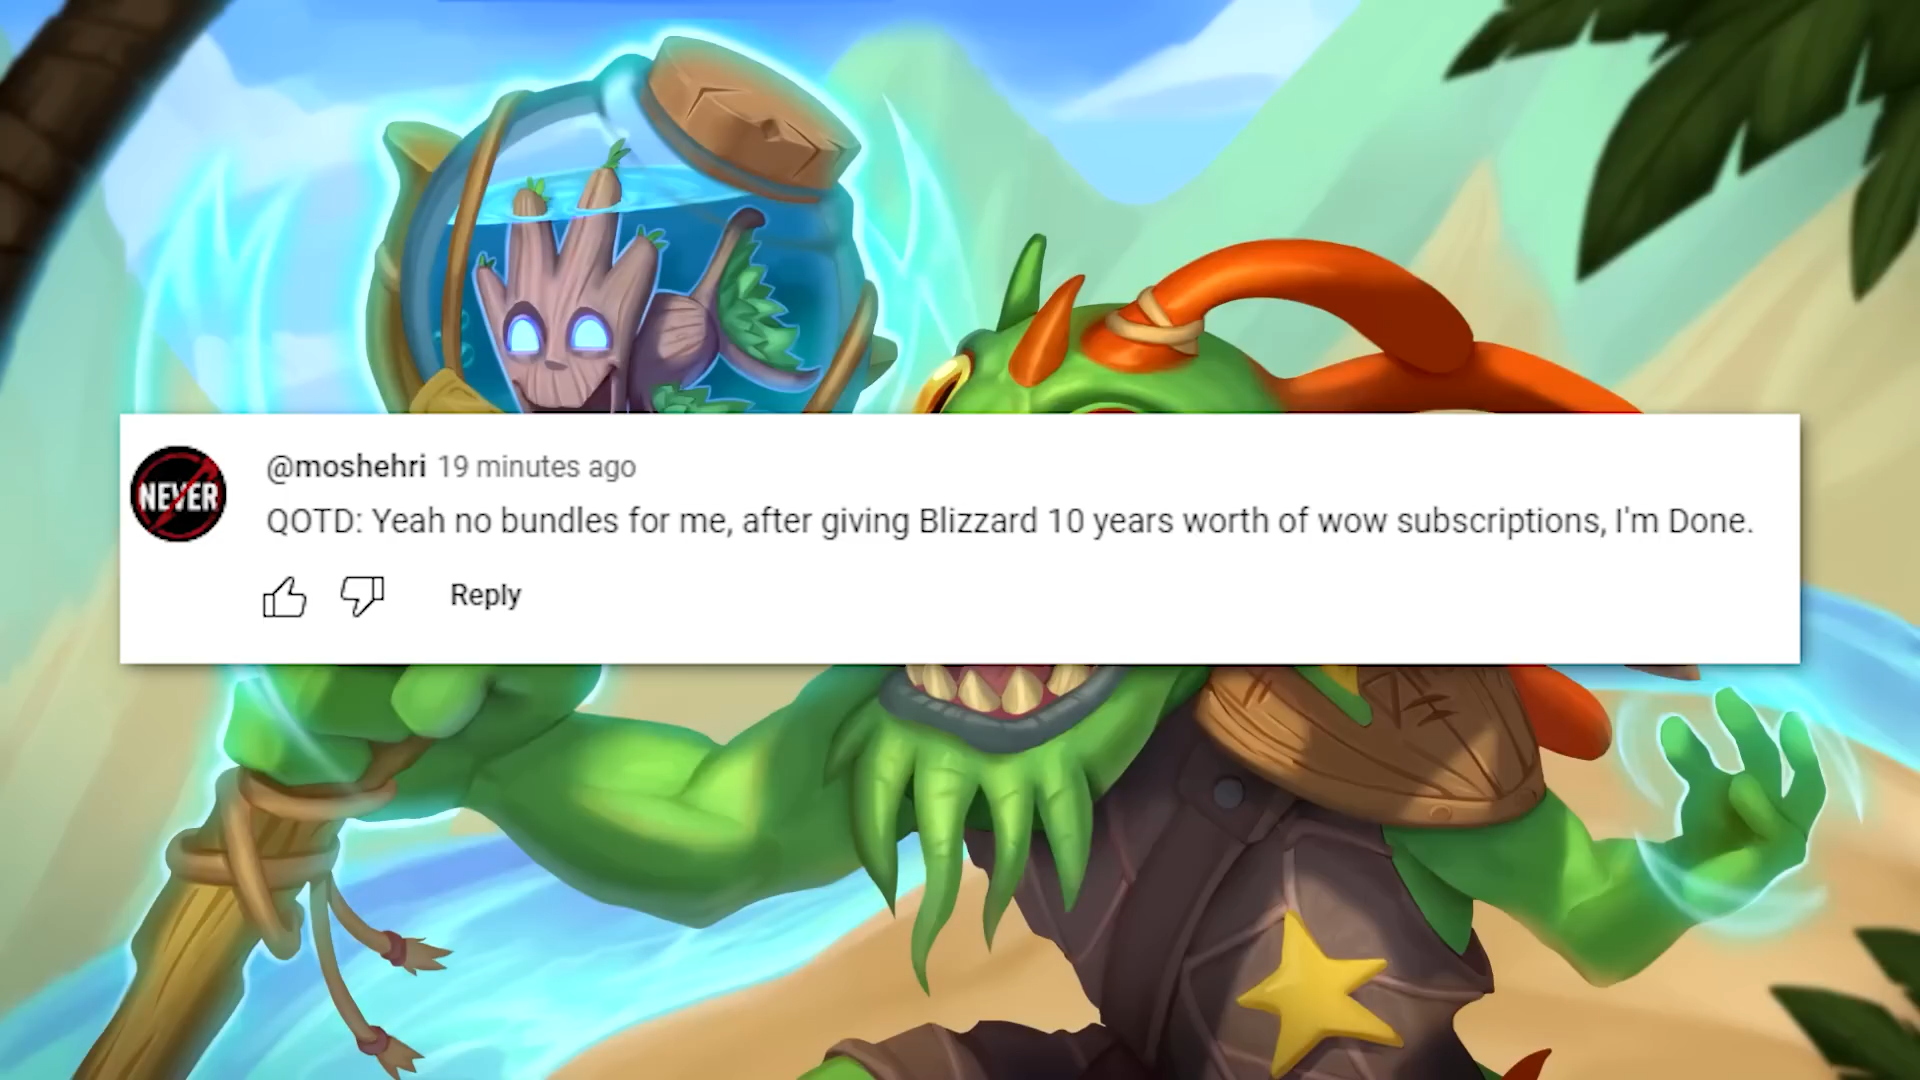 NEVER
@moshehri 19 minutes ago
QOTD: Yeah no bundles for me, after giving Blizzard 10 years worth of wow subscriptions, I'm Done.
Reply